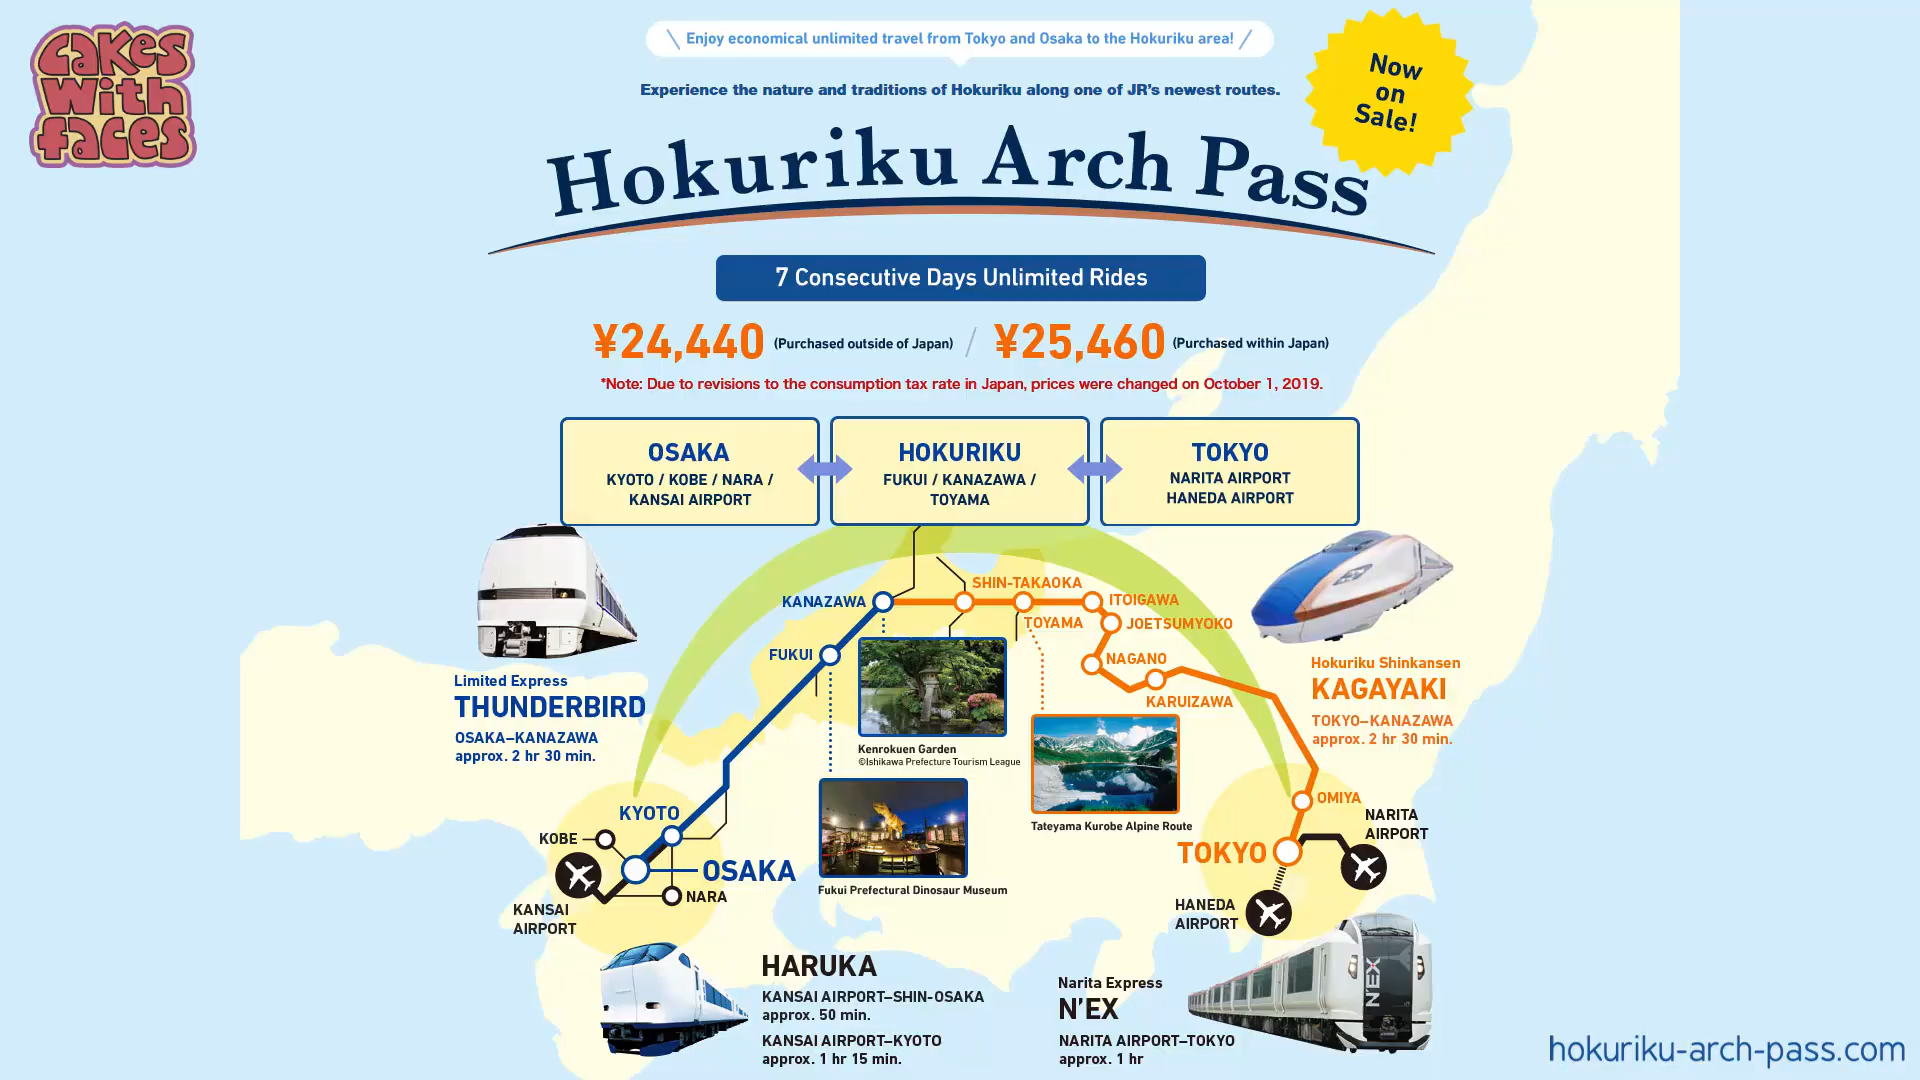 Cakes
With
faces
Enjoy economical unlimited travel from Tokyo and Osaka to the Hokuriku area!
Experience the nature and traditions of Hokuriku along one of JR's newest routes.
Now
on
Sale!
Hokuriku Arch Pass
7 Consecutive Days Unlimited Rides
¥24,440 (Purchased outside of Japan) / ¥25,460 (Purchased within Japan)
*Note: Due to revisions to the consumption tax rate in Japan, prices were changed on October 1, 2019.
OSAKA
KYOTO / KOBE / NARA /
KANSAI AIRPORT
HOKURIKU
FUKUI / KANAZAWA /
TOYAMA
TOKYO
NARITA AIRPORT
HANEDA AIRPORT
SHIN-TAKAOKA
KANAZAWA
ITOIGAWA
TOYAMA
JOETSUMYOKO
FUKUI
NAGANO
KARUIZAWA
Limited Express
THUNDERBIRD
OSAKA–KANAZAWA
approx. 2 hr 30 min.
Hokuriku Shinkansen
KAGAYAKI
TOKYO–KANAZAWA
approx. 2 hr 30 min.
Kenrokuen Garden
©Ishikawa Prefecture Tourism League
Tateyama Kurobe Alpine Route
Fukui Prefectural Dinosaur Museum
KYOTO
KOBE
OSAKA
NARA
KANSAI
AIRPORT
OMIYA
NARITA
AIRPORT
TOKYO
HANEDA
AIRPORT
HARUKA
KANSAI AIRPORT–SHIN-OSAKA
approx. 50 min.
KANSAI AIRPORT–KYOTO
approx. 1 hr 15 min.
Narita Express
N'EX
NARITA AIRPORT–TOKYO
approx. 1 hr
N'EX
hokuriku-arch-pass.com